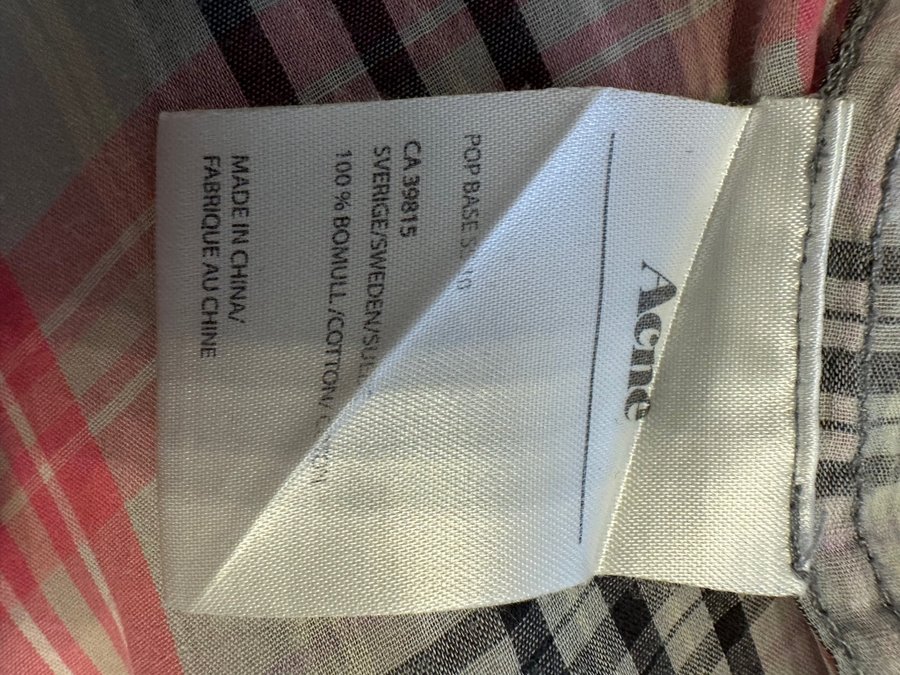 Acne
POP BASE
CA 39815
SVERIGE/SWEDEN/
100 % BOMULL /COTTON/
MADE IN CHINA/
FABRIQUE AU CHINE